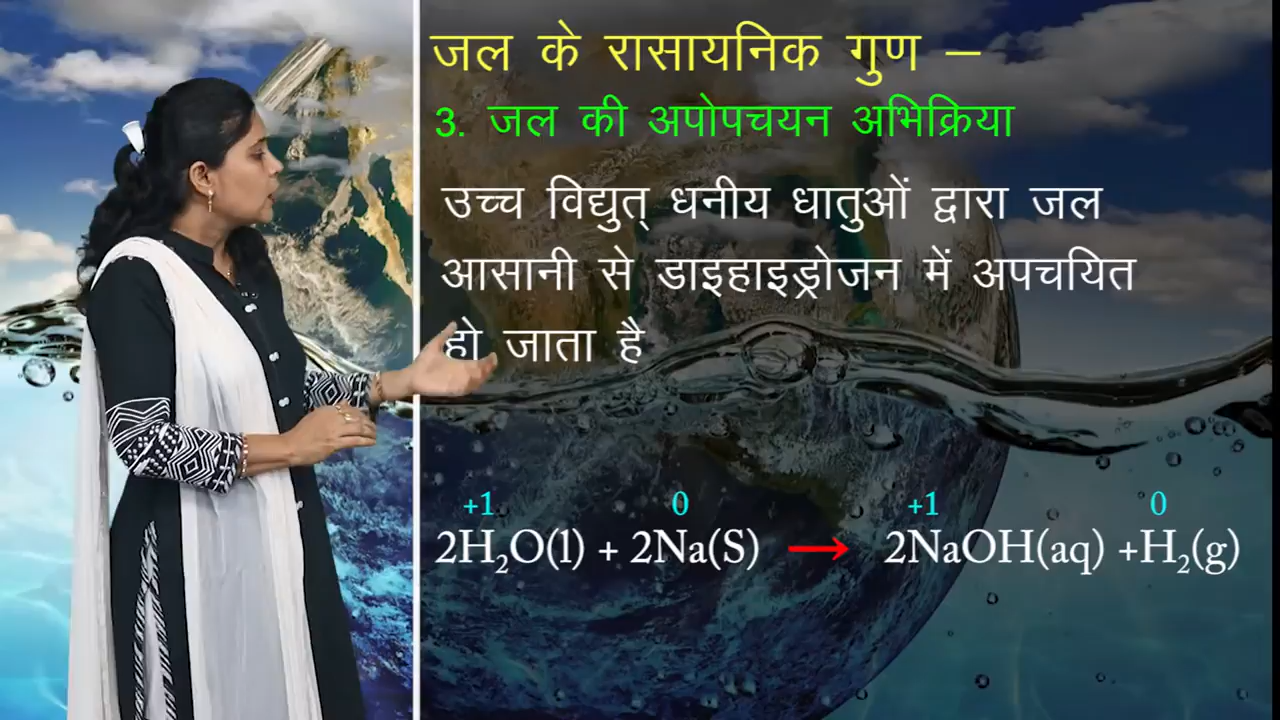 जल के रासायनिक गुण –
3. जल की अपोपचयन अभिक्रिया
उच्च विद्युत् धनीय धातुओं द्वारा जल
आसानी से डाइहाइड्रोजन में अपचयित
हो जाता है
+1 0 +1 0
2H₂O(l) + 2Na(S) → 2NaOH(aq) +H₂(g)